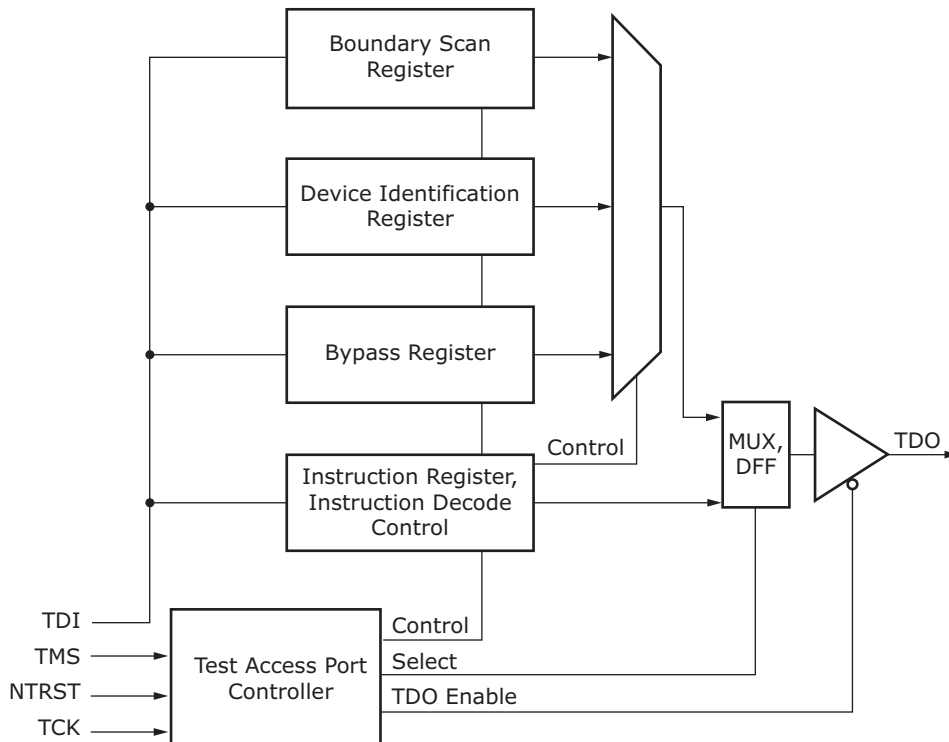 Boundary Scan
Register
Device Identification
Register
Bypass Register
Control
Instruction Register,
Instruction Decode
Control
MUX,
DFF
TDO
TDI
TMS
NTRST
TCK
Test Access Port
Controller
Control
Select
TDO Enable